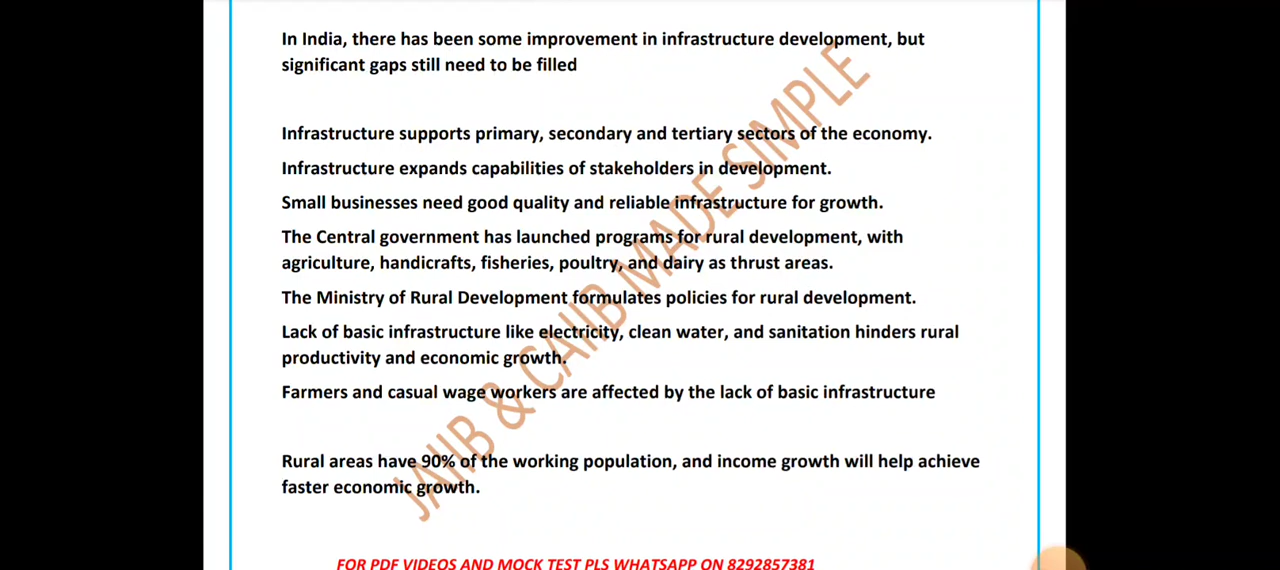 In India, there has been some improvement in infrastructure development, but
significant gaps still need to be filled
Infrastructure supports primary, secondary and tertiary sectors of the economy.
Infrastructure expands capabilities of stakeholders in development.
Small businesses need good quality and reliable infrastructure for growth.
The Central government has launched programs for rural development, with
agriculture, handicrafts, fisheries, poultry, and dairy as thrust areas.
The Ministry of Rural Development formulates policies for rural development.
Lack of basic infrastructure like electricity, clean water, and sanitation hinders rural
productivity and economic growth.
Farmers and casual wage workers are affected by the lack of basic infrastructure
Rural areas have 90% of the working population, and income growth will help achieve
faster economic growth.
JAIIB & CAIIB MADE SIMPLE
FOR PDF VIDEOS AND MOCK TEST PLS WHATSAPP ON 8292857381